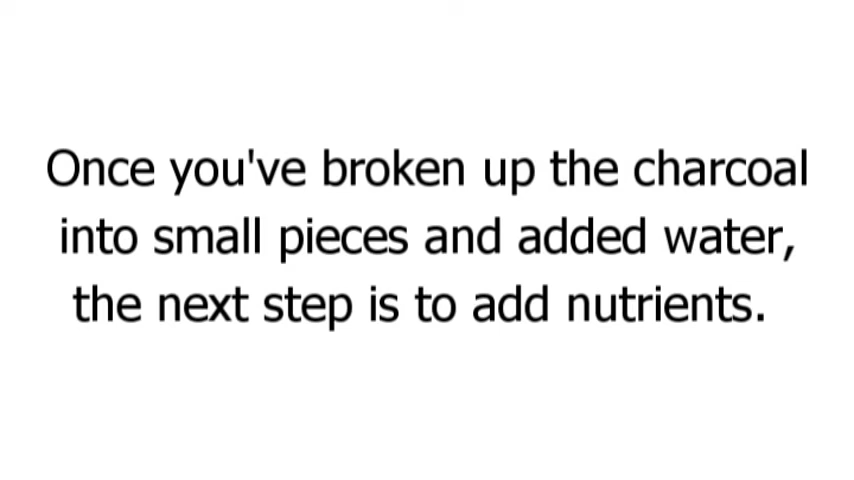 Once you've broken up the charcoal
into small pieces and added water,
the next step is to add nutrients.